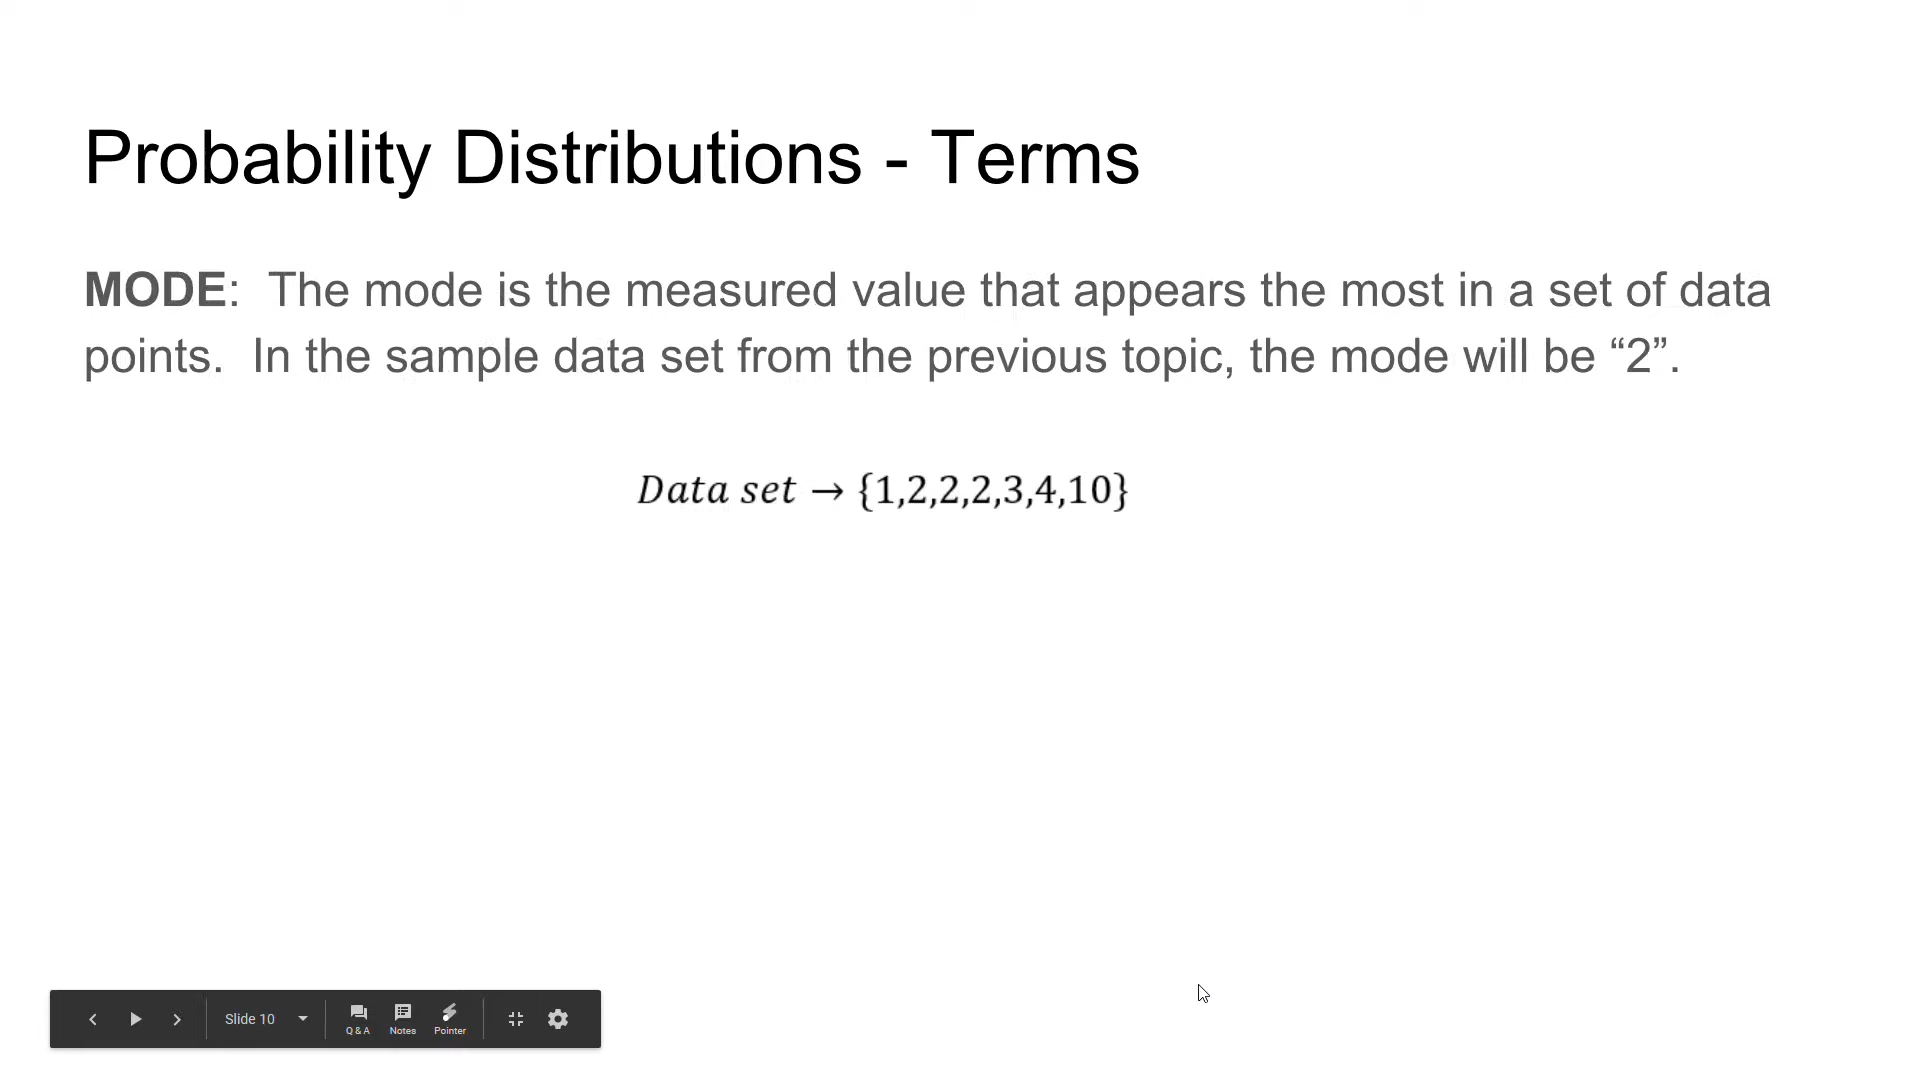 Probability Distributions - Terms
MODE:  The mode is the measured value that appears the most in a set of data
points.  In the sample data set from the previous topic, the mode will be “2”.
Data set → {1,2,2,2,3,4,10}
Slide 10
Q & A
Notes
Pointer